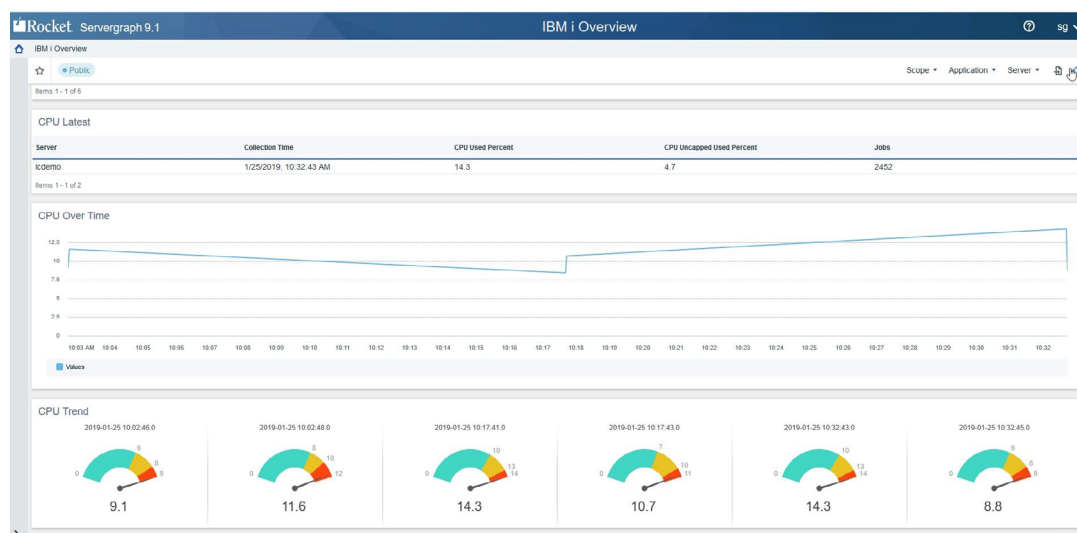 Rocket. Servergraph 9.1 IBM i Overview sg
IBM i Overview
Public Scope Application Server
Items 1 - 1 of 6
CPU Latest
Server Collection Time CPU Used Percent CPU Uncapped Used Percent Jobs
icdemo 1/25/2019, 10:32:43 AM 14.3 4.7 2452
Items 1 - 1 of 2
CPU Over Time
12.5
10
7.5
5
2.5
0
10:03 AM 10:04 10:05 10:06 10:07 10:08 10:09 10:10 10:11 10:12 10:13 10:14 10:15 10:16 10:17 10:18 10:19 10:20 10:21 10:22 10:23 10:24 10:25 10:26 10:27 10:28 10:29 10:30 10:31 10:32
Values
CPU Trend
2019-01-25 10:02:46.0 2019-01-25 10:02:48.0 2019-01-25 10:17:41.0 2019-01-25 10:17:43.0 2019-01-25 10:32:43.0 2019-01-25 10:32:45.0
0 6 8 9 0 8 10 12 0 10 13 14 0 7 10 11 0 10 13 14 0 6 8 9
9.1 11.6 14.3 10.7 14.3 8.8